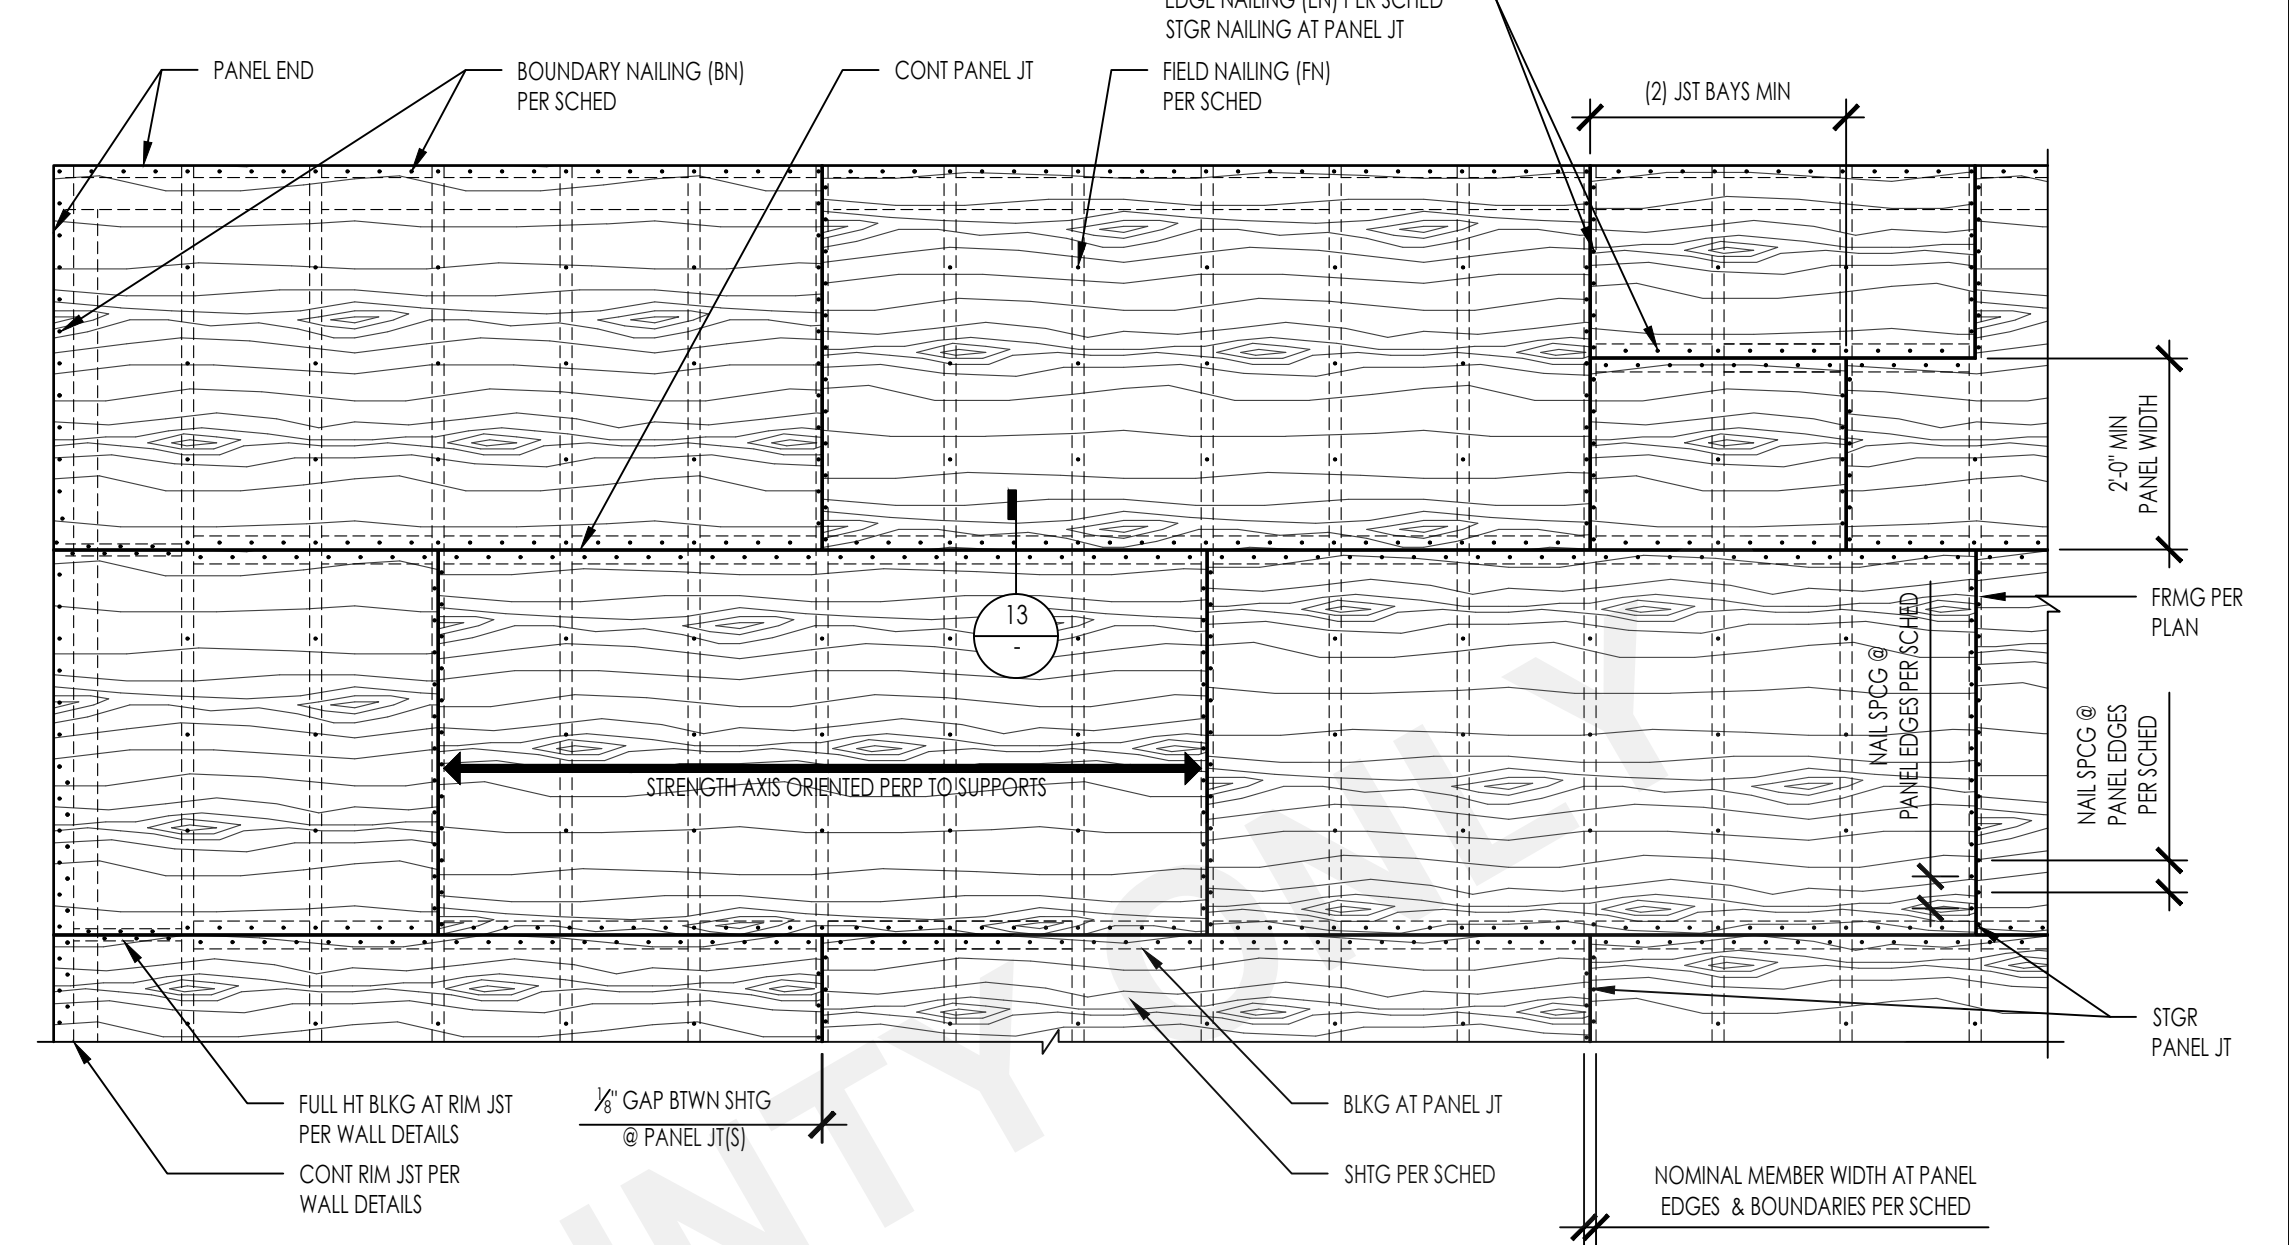 EDGE NAILING (EN) PER SCHED
STGR NAILING AT PANEL JT
PANEL END
BOUNDARY NAILING (BN)
PER SCHED
CONT PANEL JT
FIELD NAILING (FN)
PER SCHED
(2) JST BAYS MIN
2'-0" MIN
PANEL WIDTH
13
-
FRMG PER
PLAN
NAIL SPCG @
PANEL EDGES PER SCHED
NAIL SPCG @
PANEL EDGES
PER SCHED
STRENGTH AXIS ORIENTED PERP TO SUPPORTS
STGR
PANEL JT
FULL HT BLKG AT RIM JST
PER WALL DETAILS
CONT RIM JST PER
WALL DETAILS
⅛" GAP BTWN SHTG
@ PANEL JT(S)
BLKG AT PANEL JT
SHTG PER SCHED
NOMINAL MEMBER WIDTH AT PANEL
EDGES & BOUNDARIES PER SCHED
ONLY